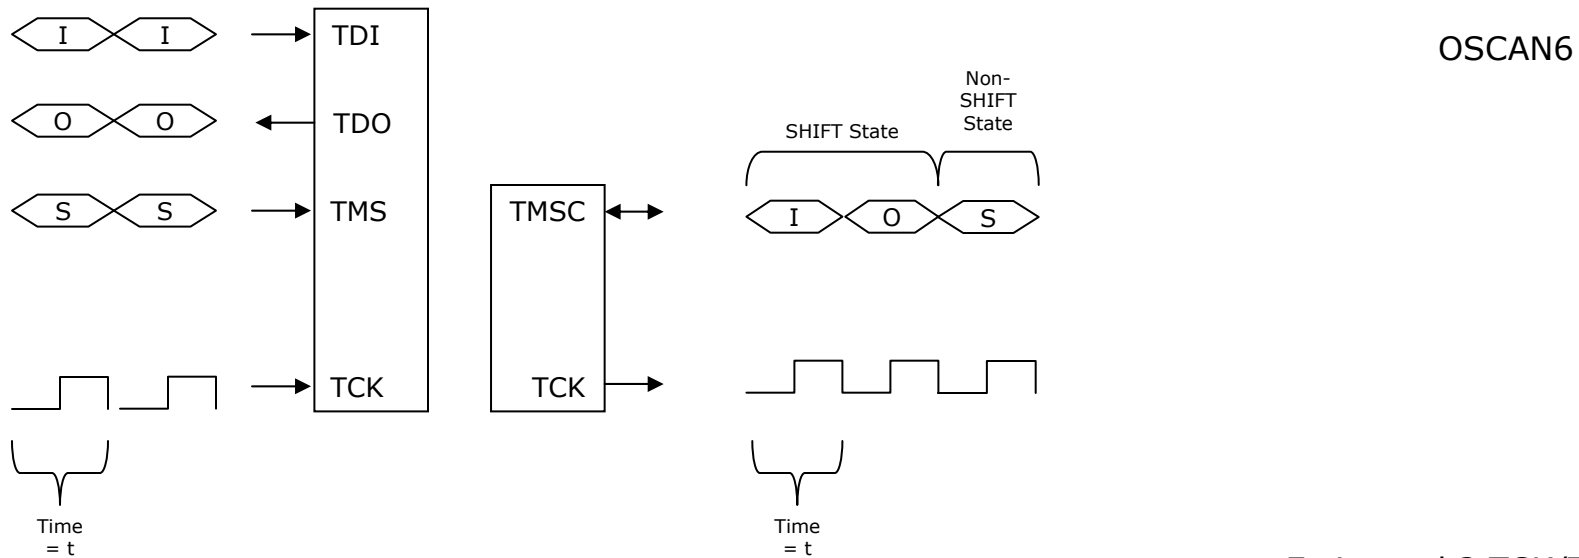 I I
TDI
OSCAN6
O O
TDO
Non-
SHIFT
State
SHIFT State
S S
TMS
TMSC
I O S
TCK
TCK
Time
= t
Time
= t